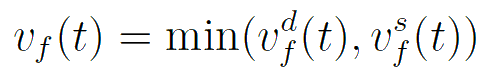 v_f(t) = min(v_f^d(t), v_f^s(t))